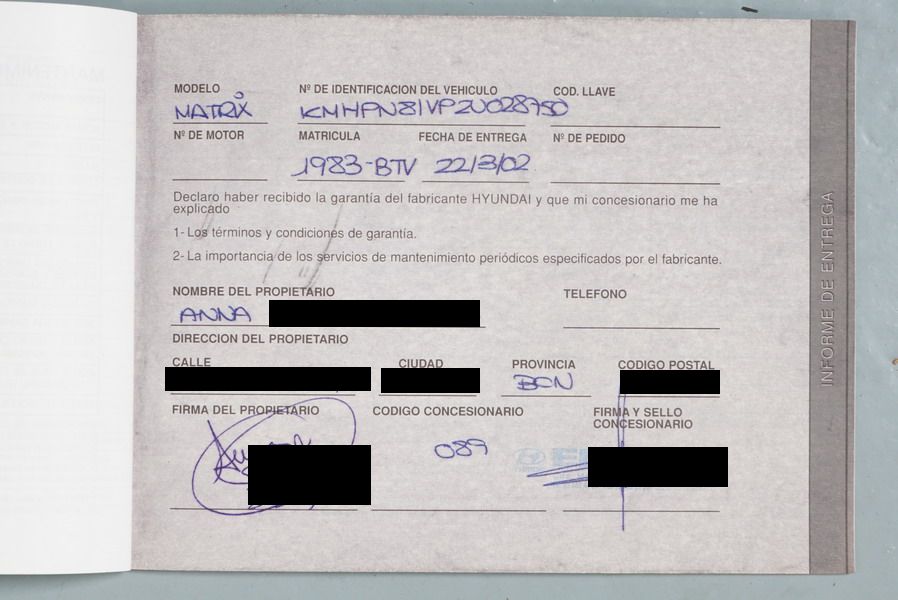 MODELO Nº DE IDENTIFICACION DEL VEHICULO COD. LLAVE
MATRIX KMHPN81VP2U028750
Nº DE MOTOR MATRICULA FECHA DE ENTREGA Nº DE PEDIDO
1983-BTV 22/3/02
Declaro haber recibido la garantía del fabricante HYUNDAI y que mi concesionario me ha
explicado
1- Los términos y condiciones de garantía.
2- La importancia de los servicios de mantenimiento periódicos especificados por el fabricante.
NOMBRE DEL PROPIETARIO TELEFONO
ANNA
DIRECCION DEL PROPIETARIO
CALLE CIUDAD PROVINCIA CODIGO POSTAL
BCN
FIRMA DEL PROPIETARIO CODIGO CONCESIONARIO FIRMA Y SELLO
CONCESIONARIO
089
INFORME DE ENTREGA